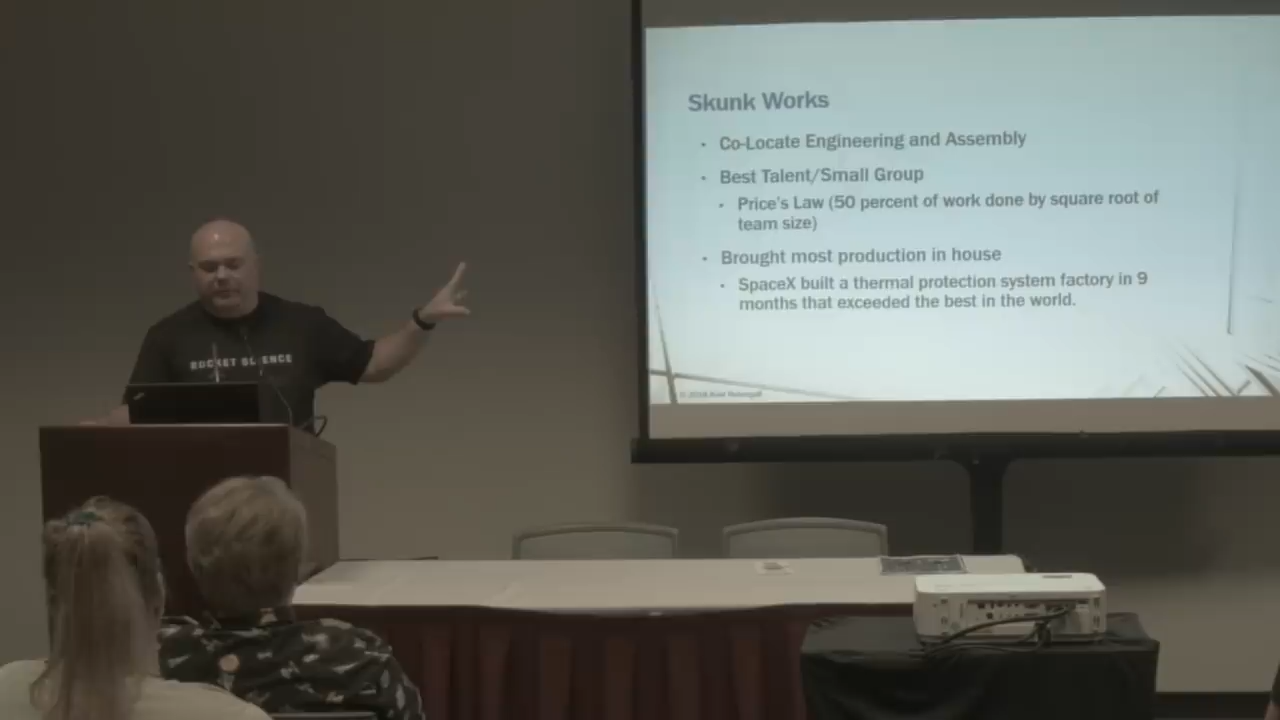 Skunk Works
• Co-Locate Engineering and Assembly
• Best Talent/Small Group
• Price's Law (50 percent of work done by square root of
team size)
• Brought most production in house
• SpaceX built a thermal protection system factory in 9
months that exceeded the best in the world.
ROCKET SCIENCE